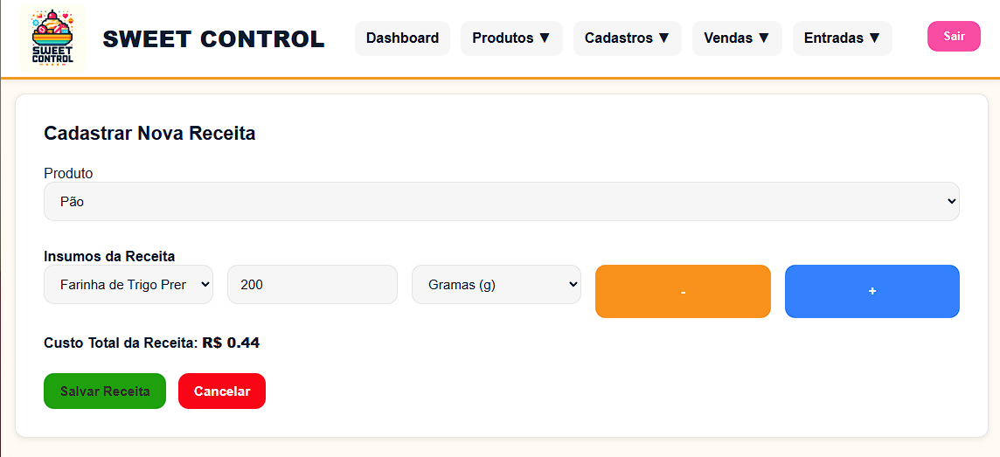 SWEET
CONTROL
SWEET CONTROL
Dashboard
Produtos ▼
Cadastros ▼
Vendas ▼
Entradas ▼
Sair
Cadastrar Nova Receita
Produto
Pão
Insumos da Receita
Farinha de Trigo Prer
200
Gramas (g)
-
+
Custo Total da Receita: R$ 0.44
Salvar Receita
Cancelar